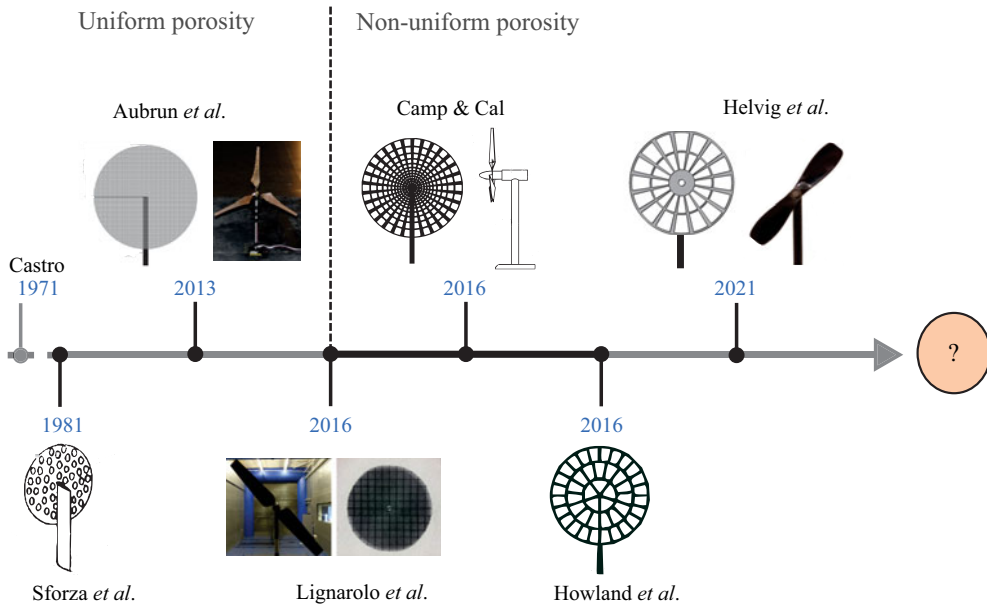 Uniform porosity
Non-uniform porosity
Aubrun et al.
Camp & Cal
Helvig et al.
Castro
1971
2013
2016
2021
?
1981
2016
2016
Sforza et al.
Lignarolo et al.
Howland et al.